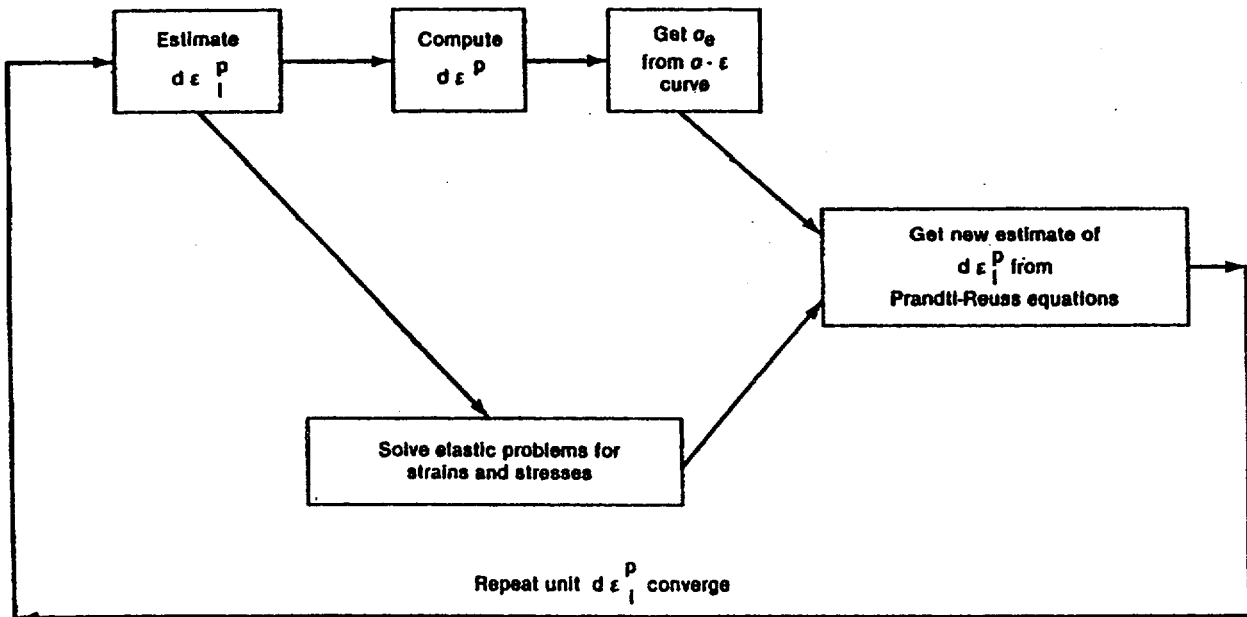 Estimate
d ε p i
Compute
d ε p
Get σe
from σ - ε
curve
Get new estimate of
d ε p i from
Prandtl-Reuss equations
Solve elastic problems for
strains and stresses
Repeat unit d ε p i converge